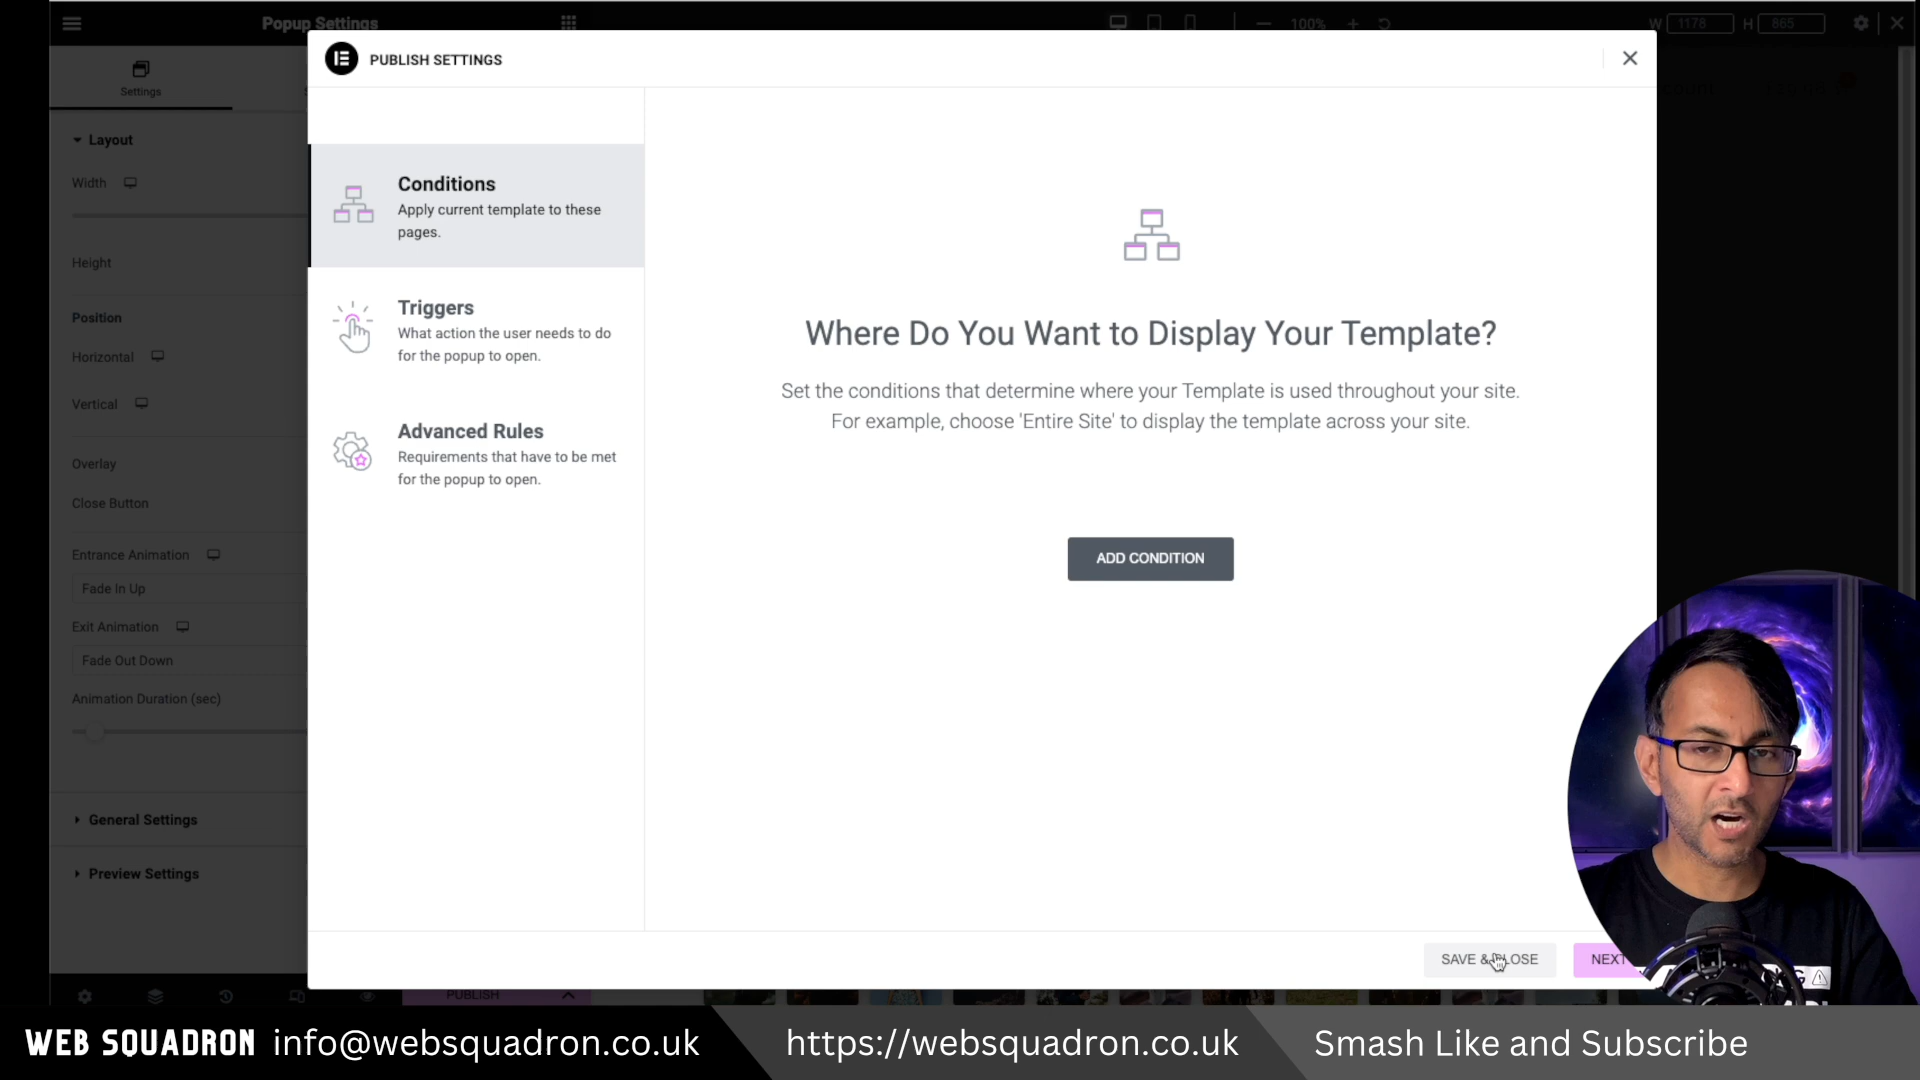 Popup Settings
100%
W 1178 H 865
PUBLISH SETTINGS
Settings
Layout
Width
Height
Position
Horizontal
Vertical
Overlay
Close Button
Entrance Animation
Fade In Up
Exit Animation
Fade Out Down
Animation Duration (sec)
General Settings
Preview Settings
PUBLISH
Conditions
Apply current template to these
pages.
Triggers
What action the user needs to do
for the popup to open.
Advanced Rules
Requirements that have to be met
for the popup to open.
Where Do You Want to Display Your Template?
Set the conditions that determine where your Template is used throughout your site.
For example, choose 'Entire Site' to display the template across your site.
ADD CONDITION
SAVE & CLOSE
NEXT
WEB SQUADRON info@websquadron.co.uk
https://websquadron.co.uk
Smash Like and Subscribe